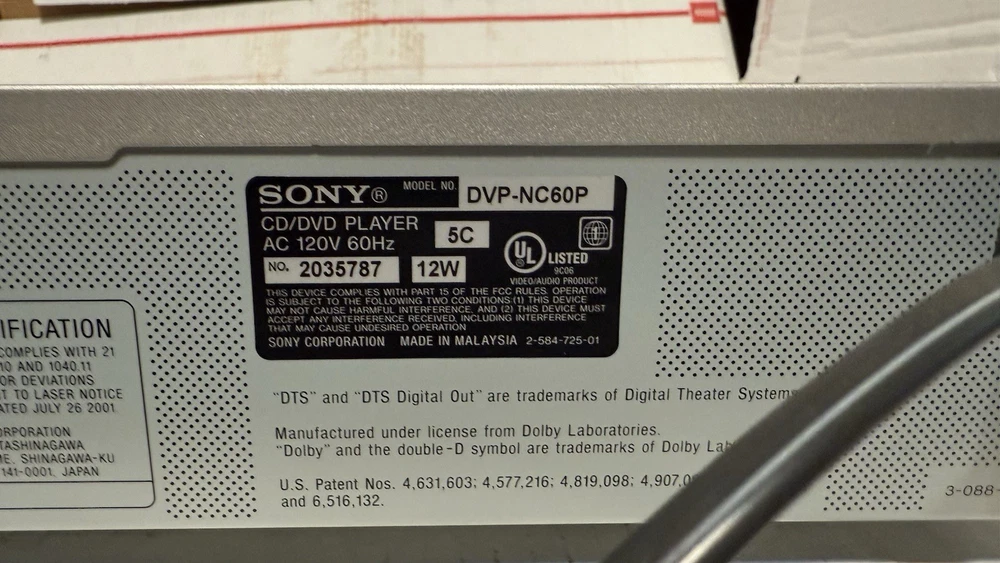 SONY® MODEL NO. DVP-NC60P
CD/DVD PLAYER
AC 120V 60Hz 5C
NO. 2035787 12W
UL LISTED
9C06
VIDEO/AUDIO PRODUCT
1
THIS DEVICE COMPLIES WITH PART 15 OF THE FCC RULES. OPERATION
IS SUBJECT TO THE FOLLOWING TWO CONDITIONS:(1) THIS DEVICE
MAY NOT CAUSE HARMFUL INTERFERENCE, AND (2) THIS DEVICE MUST
ACCEPT ANY INTERFERENCE RECEIVED, INCLUDING INTERFERENCE
THAT MAY CAUSE UNDESIRED OPERATION
SONY CORPORATION MADE IN MALAYSIA 2-584-725-01
IFICATION
COMPLIES WITH 21
10 AND 1040.11
OR DEVIATIONS
T TO LASER NOTICE
ATED JULY 26 2001
ORPORATION
TASHINAGAWA
ME, SHINAGAWA-KU
141-0001, JAPAN
"DTS" and "DTS Digital Out" are trademarks of Digital Theater Systems
Manufactured under license from Dolby Laboratories.
"Dolby" and the double-D symbol are trademarks of Dolby Lab
U.S. Patent Nos. 4,631,603; 4,577,216; 4,819,098; 4,907,0
and 6,516,132.
3-088-